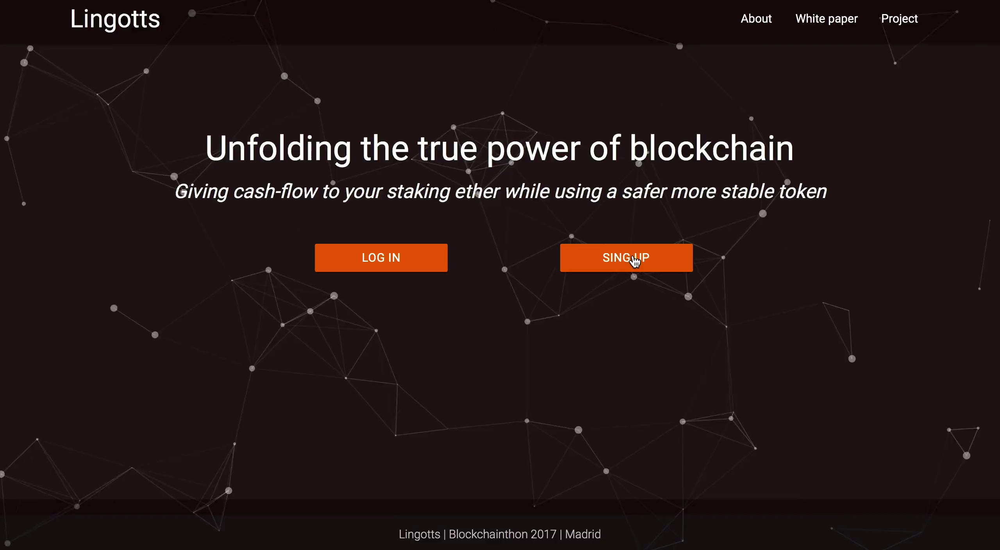 Lingotts
About
White paper
Project
Unfolding the true power of blockchain
Giving cash-flow to your staking ether while using a safer more stable token
LOG IN
SING UP
Lingotts | Blockchainthon 2017 | Madrid